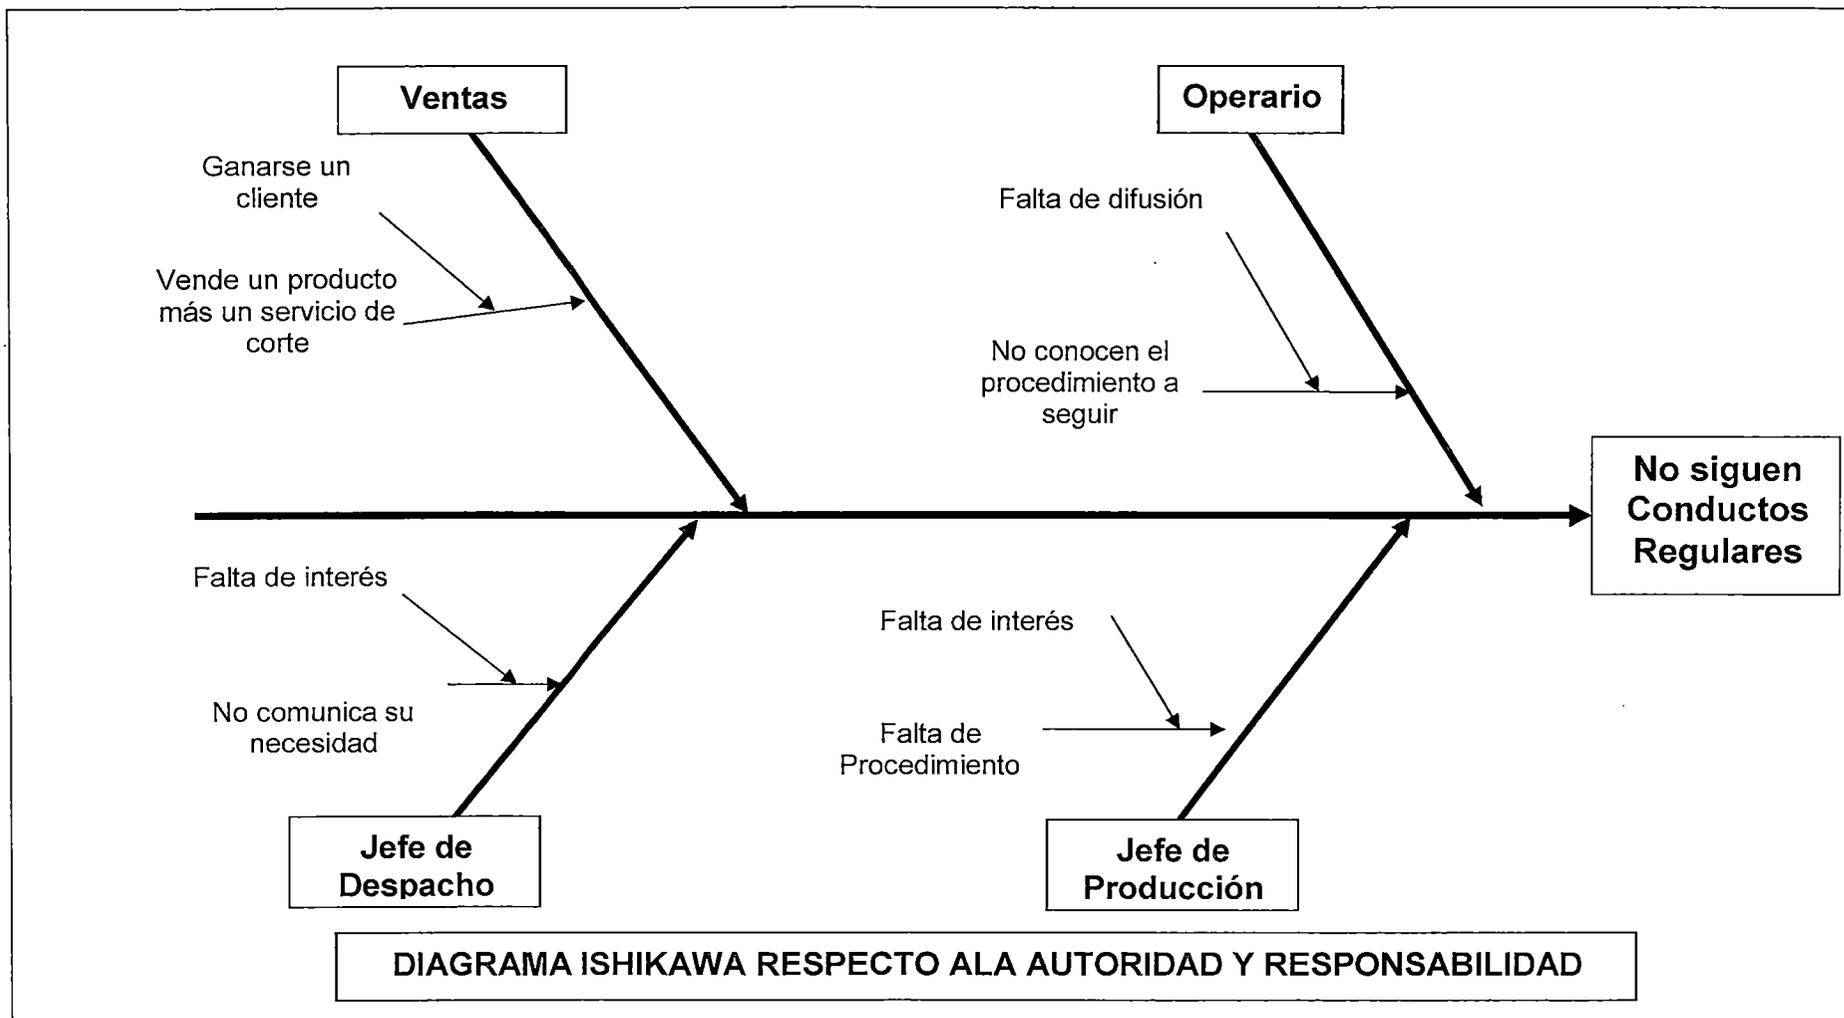 Ventas
Operario
Ganarse un
cliente
Falta de difusión
Vende un producto
más un servicio de
corte
No conocen el
procedimiento a
seguir
No siguen
Conductos
Regulares
Falta de interés
Falta de interés
No comunica su
necesidad
Falta de
Procedimiento
Jefe de
Despacho
Jefe de
Producción
DIAGRAMA ISHIKAWA RESPECTO ALA AUTORIDAD Y RESPONSABILIDAD